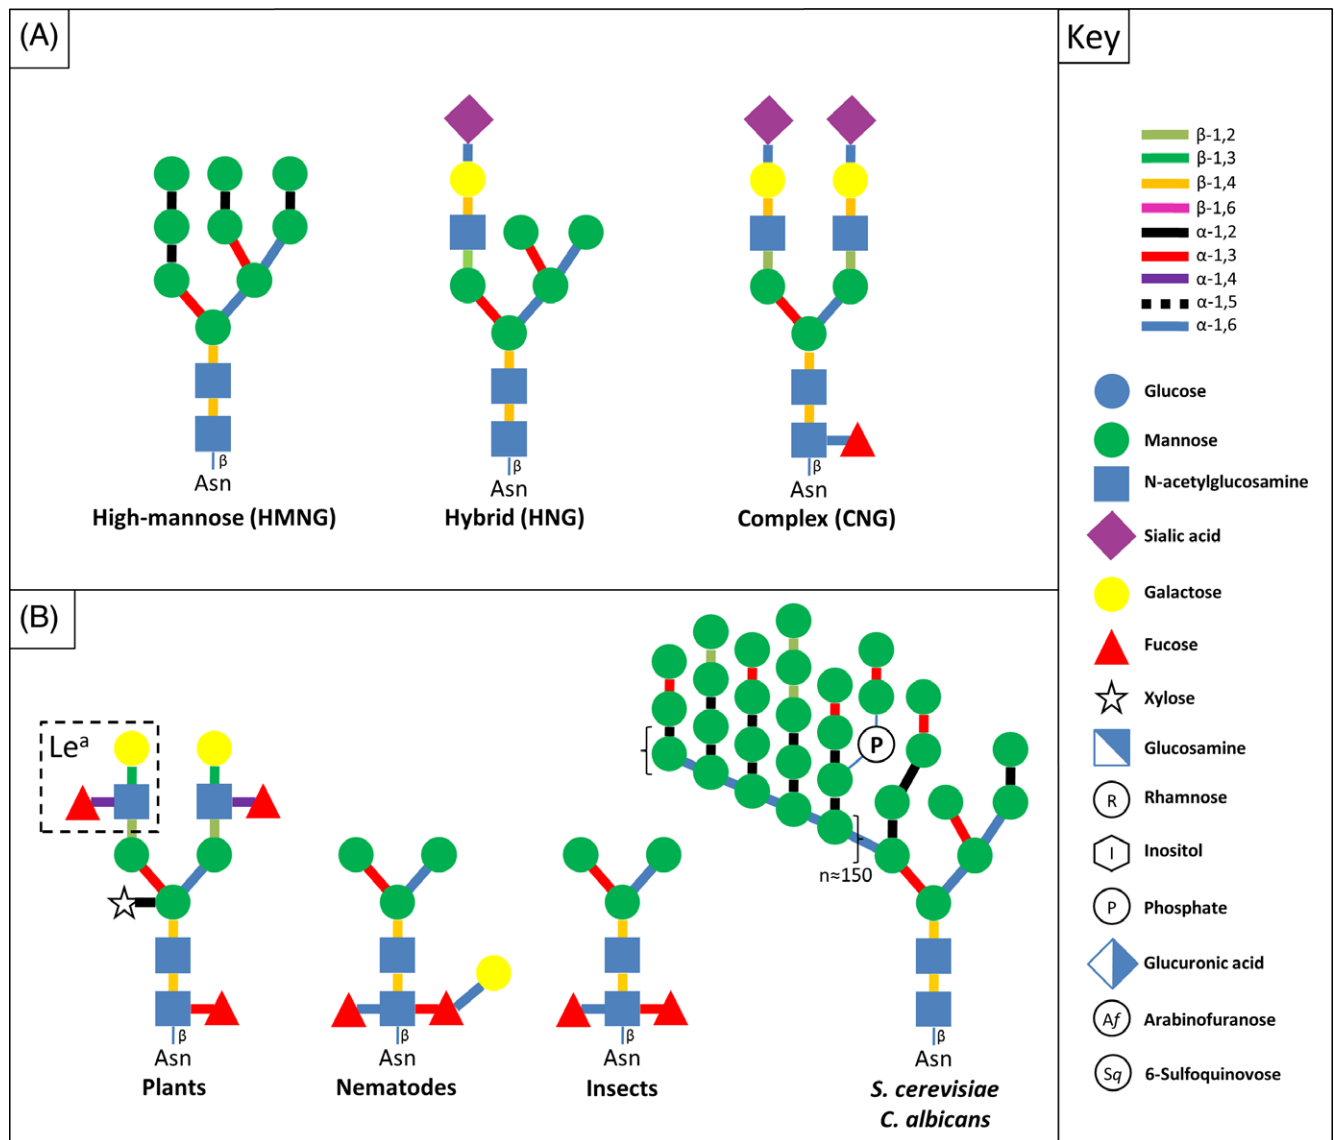 (A)
Asn
β
High-mannose (HMNG)
Asn
β
Hybrid (HNG)
Asn
β
Complex (CNG)
(B)
Leᵃ
β
Asn
Plants
β
Asn
Nematodes
β
Asn
Insects
P
n≈150
β
Asn
S. cerevisiae
C. albicans
Key
β-1,2
β-1,3
β-1,4
β-1,6
α-1,2
α-1,3
α-1,4
α-1,5
α-1,6
Glucose
Mannose
N-acetylglucosamine
Sialic acid
Galactose
Fucose
Xylose
Glucosamine
R Rhamnose
I Inositol
P Phosphate
Glucuronic acid
Af Arabinofuranose
Sq 6-Sulfoquinovose